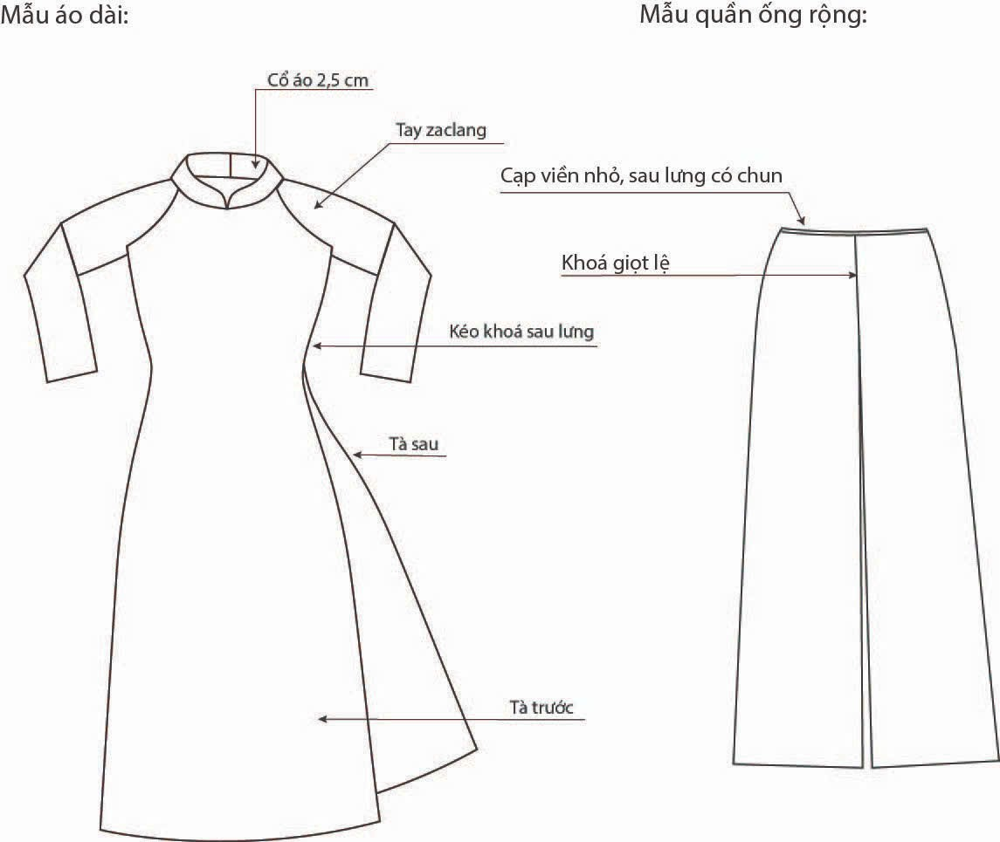 Mẫu áo dài:
Mẫu quần ống rộng:
Cổ áo 2,5 cm
Tay zaclang
Cạp viền nhỏ, sau lưng có chun
Khoá giọt lệ
Kéo khoá sau lưng
Tà sau
Tà trước